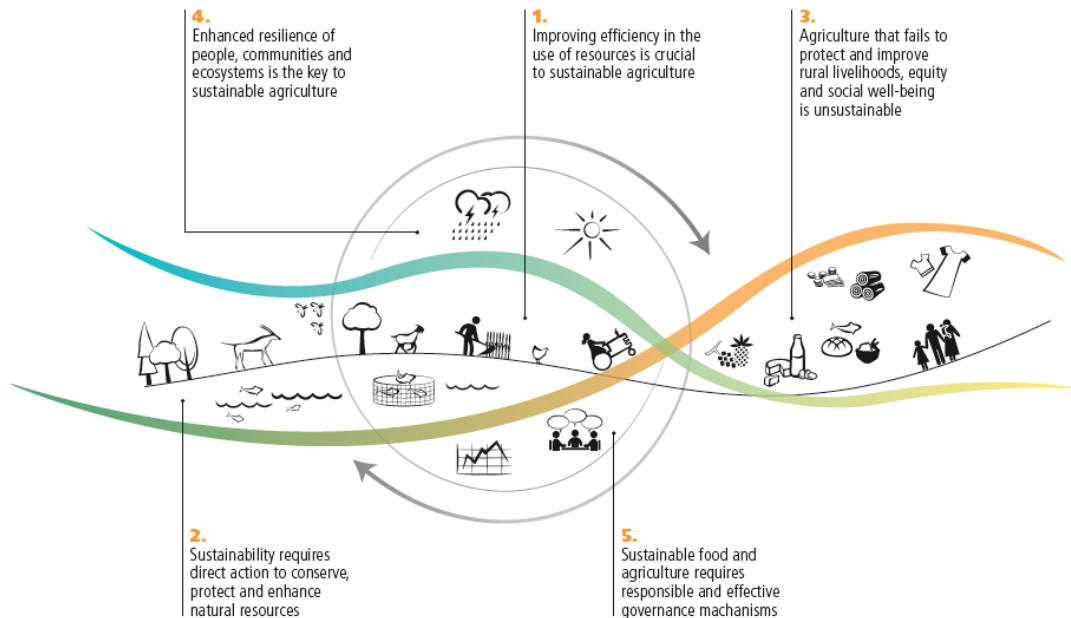 4.
Enhanced resilience of
people, communities and
ecosystems is the key to
sustainable agriculture
1.
Improving efficiency in the
use of resources is crucial
to sustainable agriculture
3.
Agriculture that fails to
protect and improve
rural livelihoods, equity
and social well-being
is unsustainable
2.
Sustainability requires
direct action to conserve,
protect and enhance
natural resources
5.
Sustainable food and
agriculture requires
responsible and effective
governance machanisms